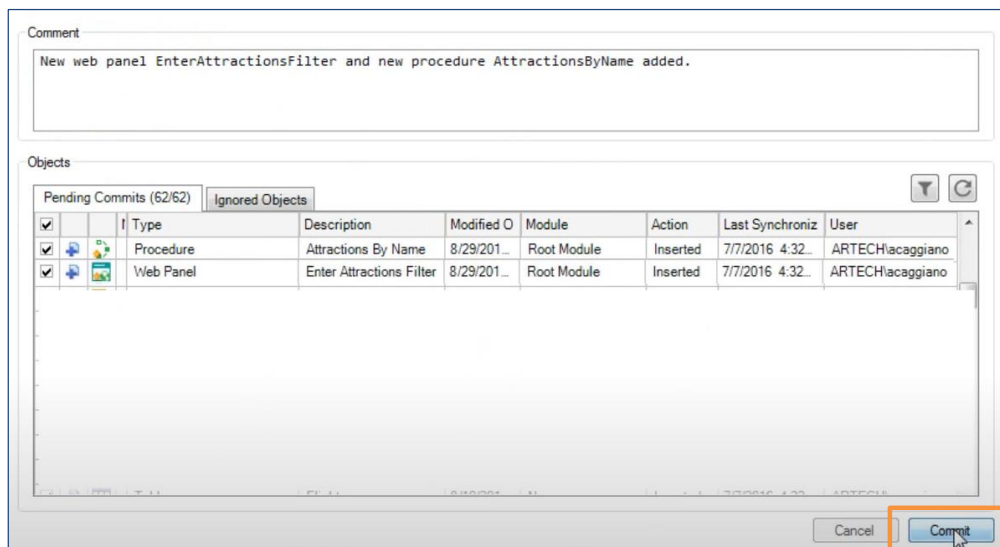 Comment
New web panel EnterAttractionsFilter and new procedure AttractionsByName added.
Objects
Pending Commits (62/62) Ignored Objects
Type Description Modified O Module Action Last Synchroniz User
Procedure Attractions By Name 8/29/201... Root Module Inserted 7/7/2016 4:32... ARTECH\acaggiano
Web Panel Enter Attractions Filter 8/29/201... Root Module Inserted 7/7/2016 4:32... ARTECH\acaggiano
Cancel Commit